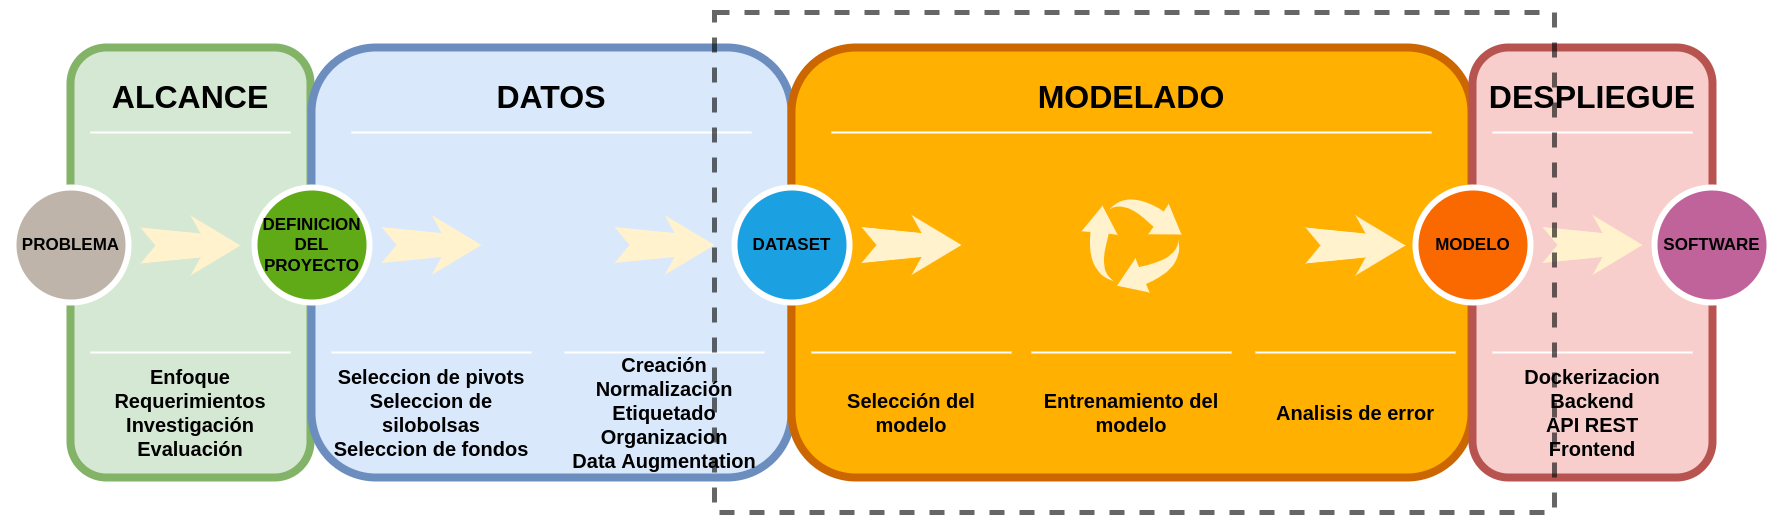 ALCANCE
DATOS
MODELADO
DESPLIEGUE
PROBLEMA
DEFINICION
DEL
PROYECTO
DATASET
MODELO
SOFTWARE
Enfoque
Requerimientos
Investigación
Evaluación
Seleccion de pivots
Seleccion de
silobolsas
Seleccion de fondos
Creación
Normalización
Etiquetado
Organizacion
Data Augmentation
Selección del
modelo
Entrenamiento del
modelo
Analisis de error
Dockerizacion
Backend
API REST
Frontend